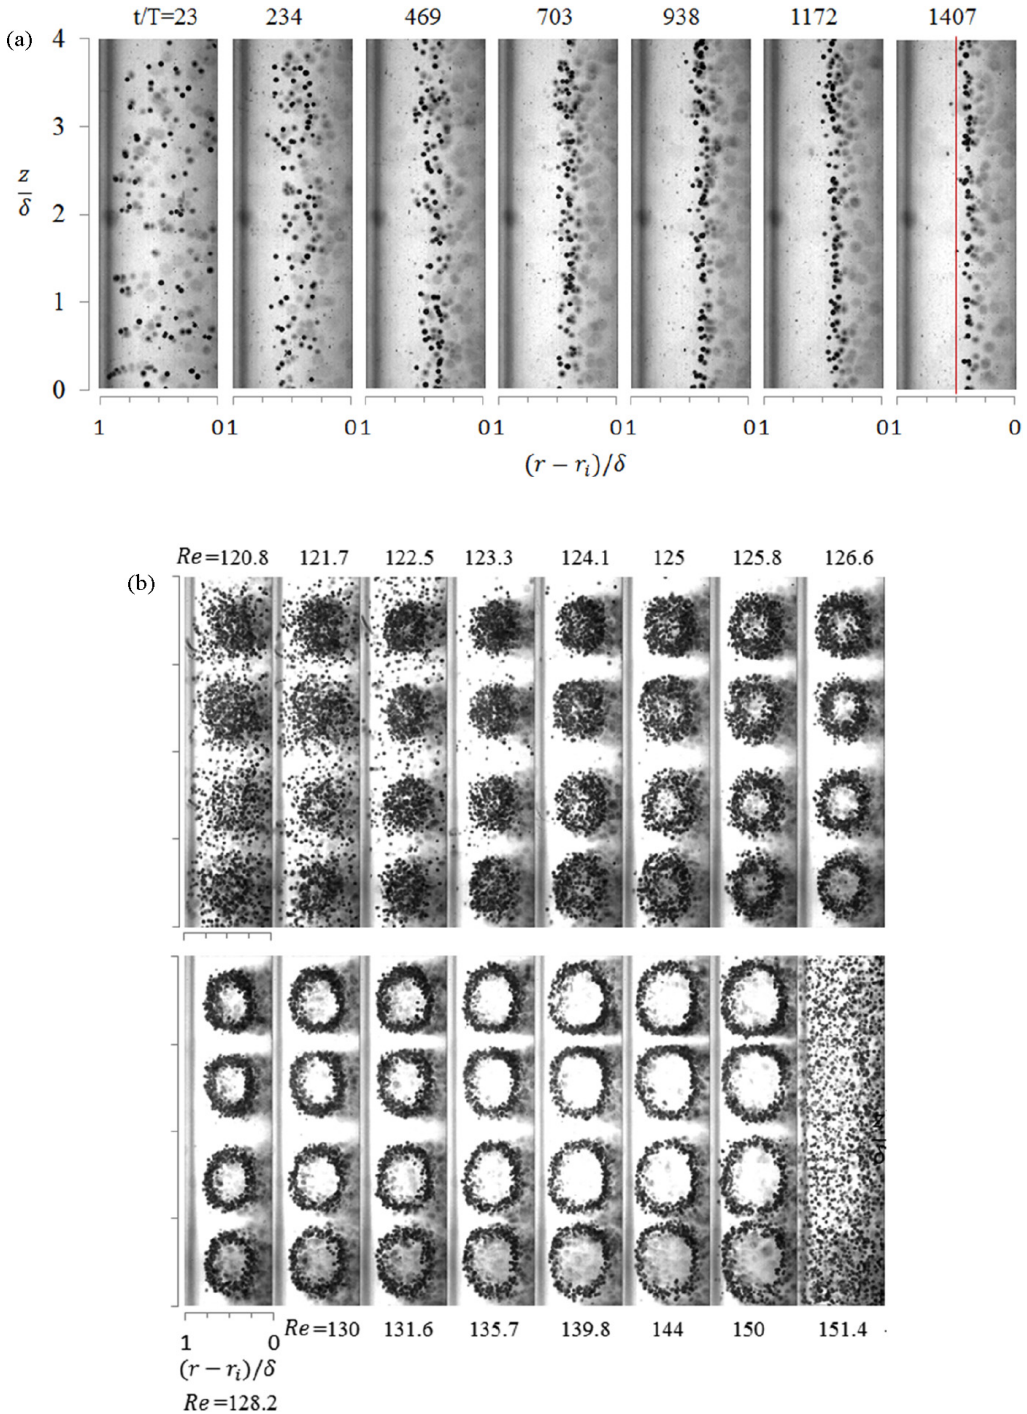 t/T=23 234 469 703 938 1172 1407
(a)
4
3
z
δ
2
1
0
1 01 01 01 01 01 01 0
(r − rᵢ)/δ
Re=120.8 121.7 122.5 123.3 124.1 125 125.8 126.6
(b)
1 0 Re=130 131.6 135.7 139.8 144 150 151.4
(r − rᵢ)/δ
Re=128.2